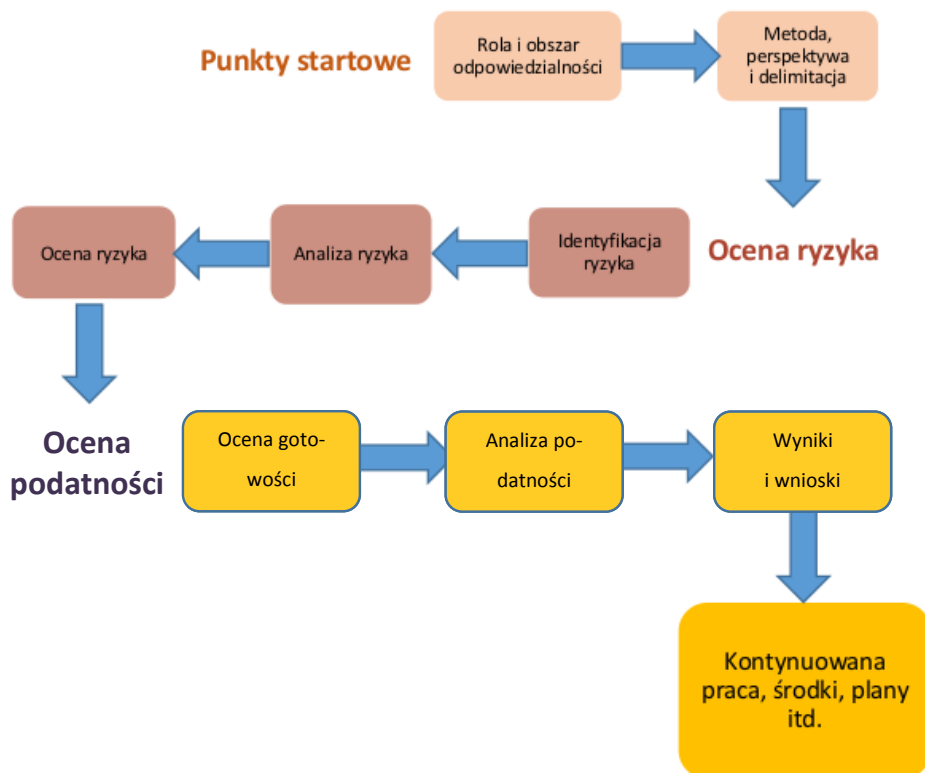 Punkty startowe
Rola i obszar
odpowiedzialności
Metoda,
perspektywa
i delimitacja
Ocena ryzyka
Identyfikacja
ryzyka
Analiza ryzyka
Ocena ryzyka
Ocena
podatności
Ocena goto-
wości
Analiza po-
datności
Wyniki
i wnioski
Kontynuowana
praca, środki, plany
itd.